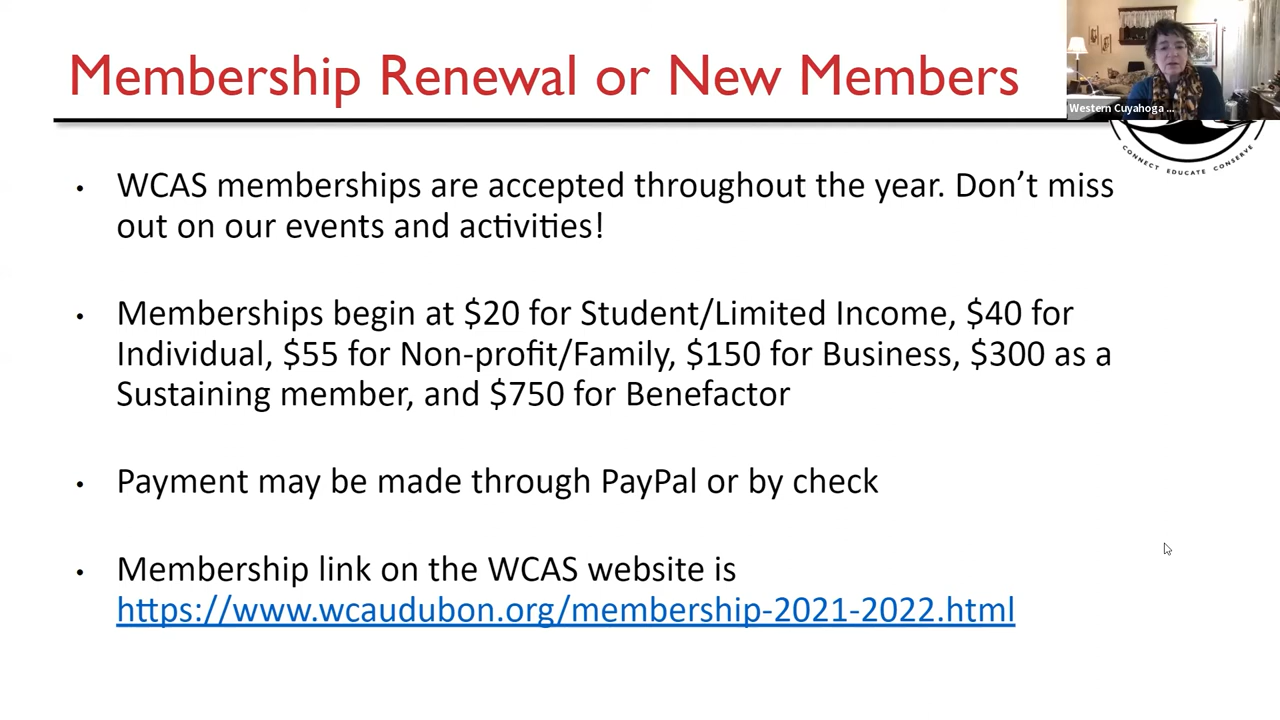 Membership Renewal or New Members
Western Cuyahoga ...
CONNECT EDUCATE CONSERVE
• WCAS memberships are accepted throughout the year. Don’t miss
out on our events and activities!
• Memberships begin at $20 for Student/Limited Income, $40 for
Individual, $55 for Non-profit/Family, $150 for Business, $300 as a
Sustaining member, and $750 for Benefactor
• Payment may be made through PayPal or by check
• Membership link on the WCAS website is
https://www.wcaudubon.org/membership-2021-2022.html